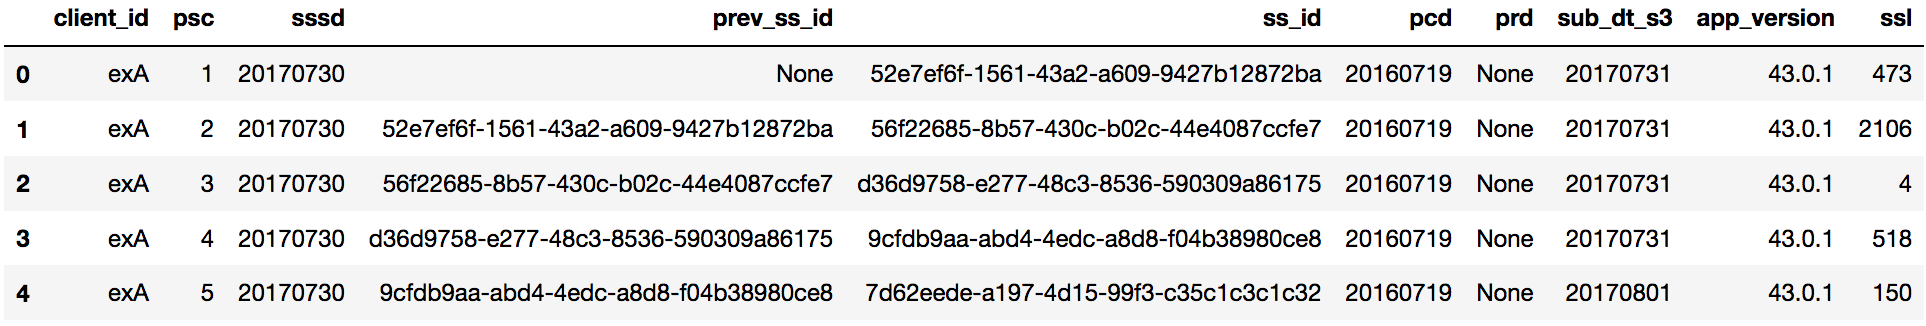 client_id psc sssd prev_ss_id ss_id pcd prd sub_dt_s3 app_version ssl
0 exA 1 20170730 None 52e7ef6f-1561-43a2-a609-9427b12872ba 20160719 None 20170731 43.0.1 473
1 exA 2 20170730 52e7ef6f-1561-43a2-a609-9427b12872ba 56f22685-8b57-430c-b02c-44e4087ccfe7 20160719 None 20170731 43.0.1 2106
2 exA 3 20170730 56f22685-8b57-430c-b02c-44e4087ccfe7 d36d9758-e277-48c3-8536-590309a86175 20160719 None 20170731 43.0.1 4
3 exA 4 20170730 d36d9758-e277-48c3-8536-590309a86175 9cfdb9aa-abd4-4edc-a8d8-f04b38980ce8 20160719 None 20170731 43.0.1 518
4 exA 5 20170730 9cfdb9aa-abd4-4edc-a8d8-f04b38980ce8 7d62eede-a197-4d15-99f3-c35c1c3c1c32 20160719 None 20170801 43.0.1 150